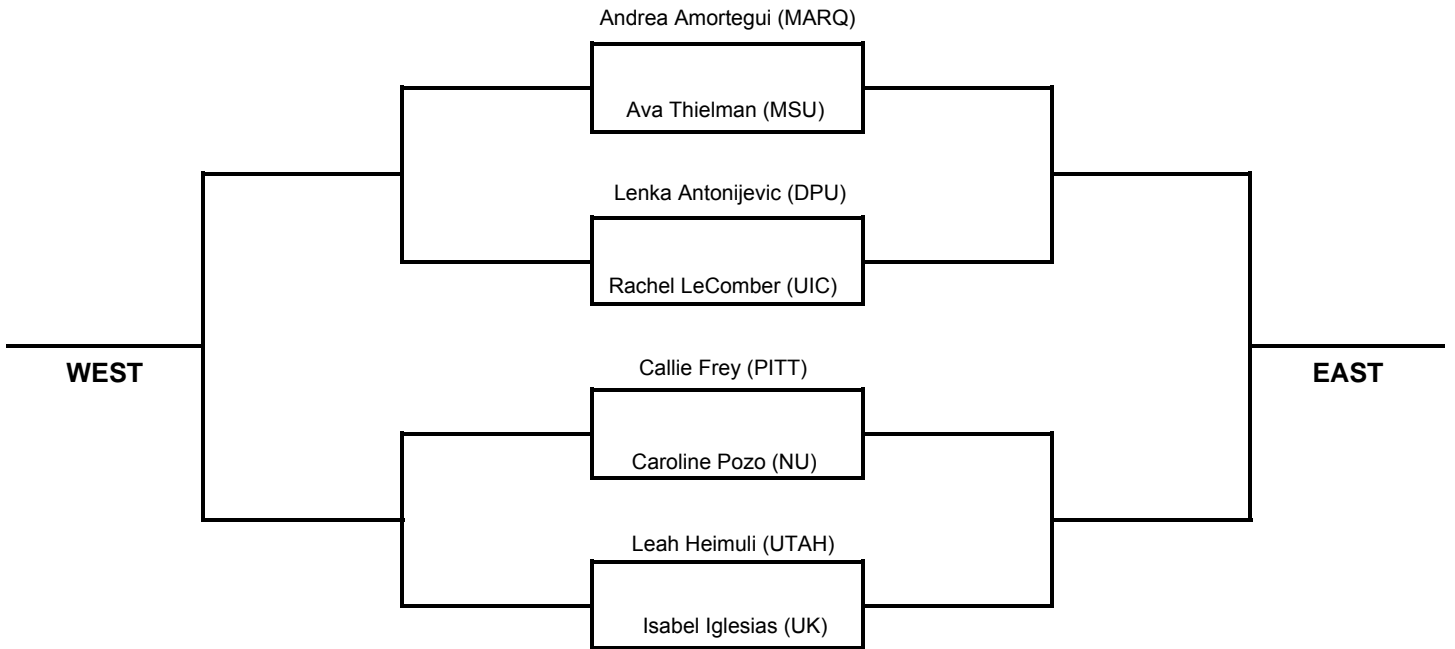 Andrea Amortegui (MARQ)
Ava Thielman (MSU)
Lenka Antonijevic (DPU)
Rachel LeComber (UIC)
WEST
Callie Frey (PITT)
EAST
Caroline Pozo (NU)
Leah Heimuli (UTAH)
Isabel Iglesias (UK)